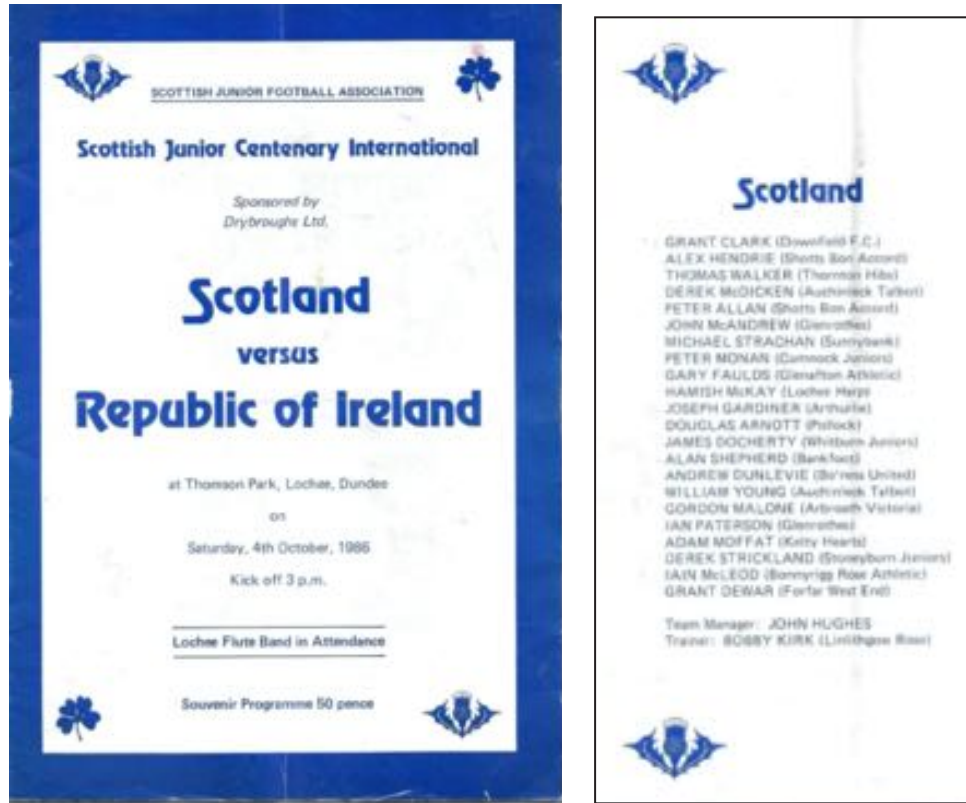 SCOTTISH JUNIOR FOOTBALL ASSOCIATION
Scottish Junior Centenary International
Sponsored by
Drybroughs Ltd.
Scotland
versus
Republic of Ireland
at Thomson Park, Lochee, Dundee
on
Saturday, 4th October, 1986
Kick off 3 p.m.
Lochee Flute Band in Attendance
Souvenir Programme 50 pence
Scotland
GRANT CLARK (Downfield F.C.)
ALEX HENDRIE (Shotts Bon Accord)
THOMAS WALKER (Thornton Hibs)
DEREK McDICKEN (Auchinleck Talbot)
PETER ALLAN (Shotts Bon Accord)
JOHN McANDREW (Glenrothes)
MICHAEL STRACHAN (Sunnybank)
PETER MONAN (Cumnock Juniors)
GARY FAULDS (Glenafton Athletic)
HAMISH McKAY (Lochee Harp)
JOSEPH GARDINER (Arthurlie)
DOUGLAS ARNOTT (Pollock)
JAMES DOCHERTY (Whitburn Juniors)
ALAN SHEPHERD (Bankfoot)
ANDREW DUNLEVIE (Bo'ness United)
WILLIAM YOUNG (Auchinleck Talbot)
GORDON MALONE (Arbroath Victoria)
IAN PATERSON (Glenrothes)
ADAM MOFFAT (Kelty Hearts)
DEREK STRICKLAND (Stoneyburn Juniors)
IAIN McLEOD (Bonnyrigg Rose Athletic)
GRANT DEWAR (Forfar West End)
Team Manager: JOHN HUGHES
Trainer: BOBBY KIRK (Linlithgow Rose)